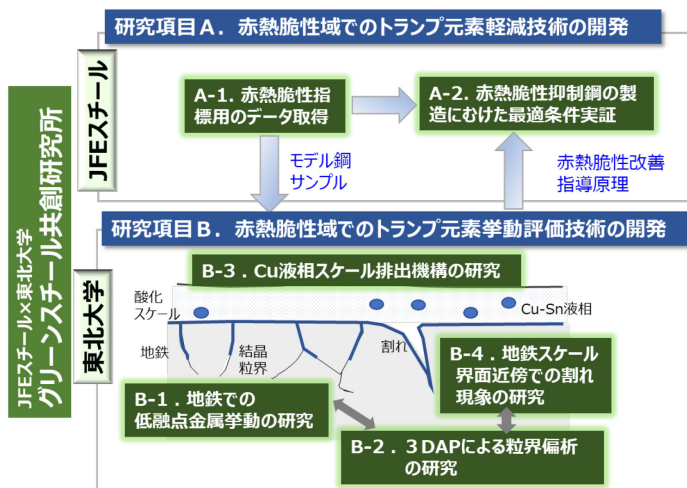 研究項目A．赤熱脆性域でのトランプ元素軽減技術の開発
JFEスチール×東北大学
グリーンスチール共創研究所
JFEスチール
A-1. 赤熱脆性指
標用のデータ取得
A-2. 赤熱脆性抑制鋼の製
造にむけた最適条件実証
モデル鋼
サンプル
赤熱脆性改善
指導原理
研究項目B．赤熱脆性域でのトランプ元素挙動評価技術の開発
東北大学
B-3．Cu液相スケール排出機構の研究
酸化
スケール
Cu-Sn液相
地鉄
結晶
粒界
割れ
B-4．地鉄スケール
界面近傍での割れ
現象の研究
B-1．地鉄での
低融点金属挙動の研究
B-2．３DAPによる粒界偏析
の研究